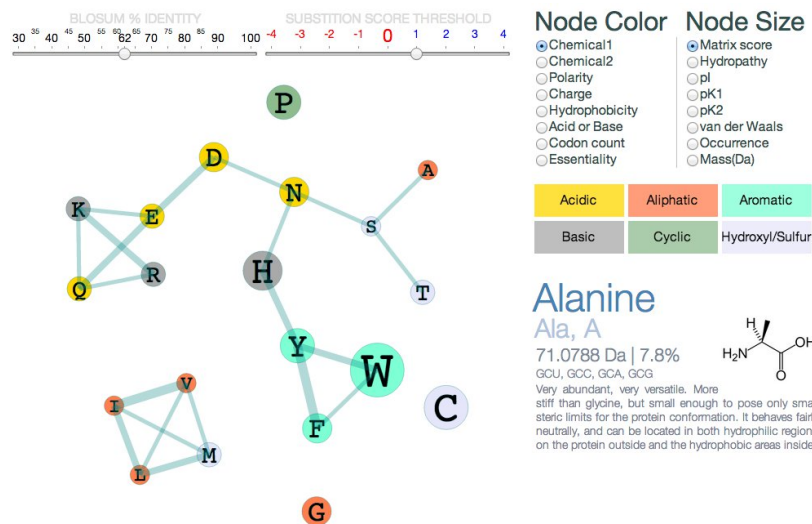 BLOSUM % IDENTITY
30 35 40 45 50 55 60 62 65 70 80 90 100
SUBSTITION SCORE THRESHOLD
-4 -3 -2 -1 0 1 2 3 4
P
D
A
K
E
N
S
Q
R
H
T
Y
W
V
I
C
F
M
L
G
Node Color
Chemical1
Chemical2
Polarity
Charge
Hydrophobicity
Acid or Base
Codon count
Essentiality
Node Size
Matrix score
Hydropathy
pI
pK1
pK2
van der Waals
Occurrence
Mass(Da)
Acidic
Aliphatic
Aromatic
Basic
Cyclic
Hydroxyl/Sulfur
Alanine
Ala, A
71.0788 Da | 7.8%
GCU, GCC, GCA, GCG
H
H₂N
OH
O
Very abundant, very versatile. More
stiff than glycine, but small enough to pose only sma
steric limits for the protein conformation. It behaves fair
neutrally, and can be located in both hydrophilic region
on the protein outside and the hydrophobic areas inside